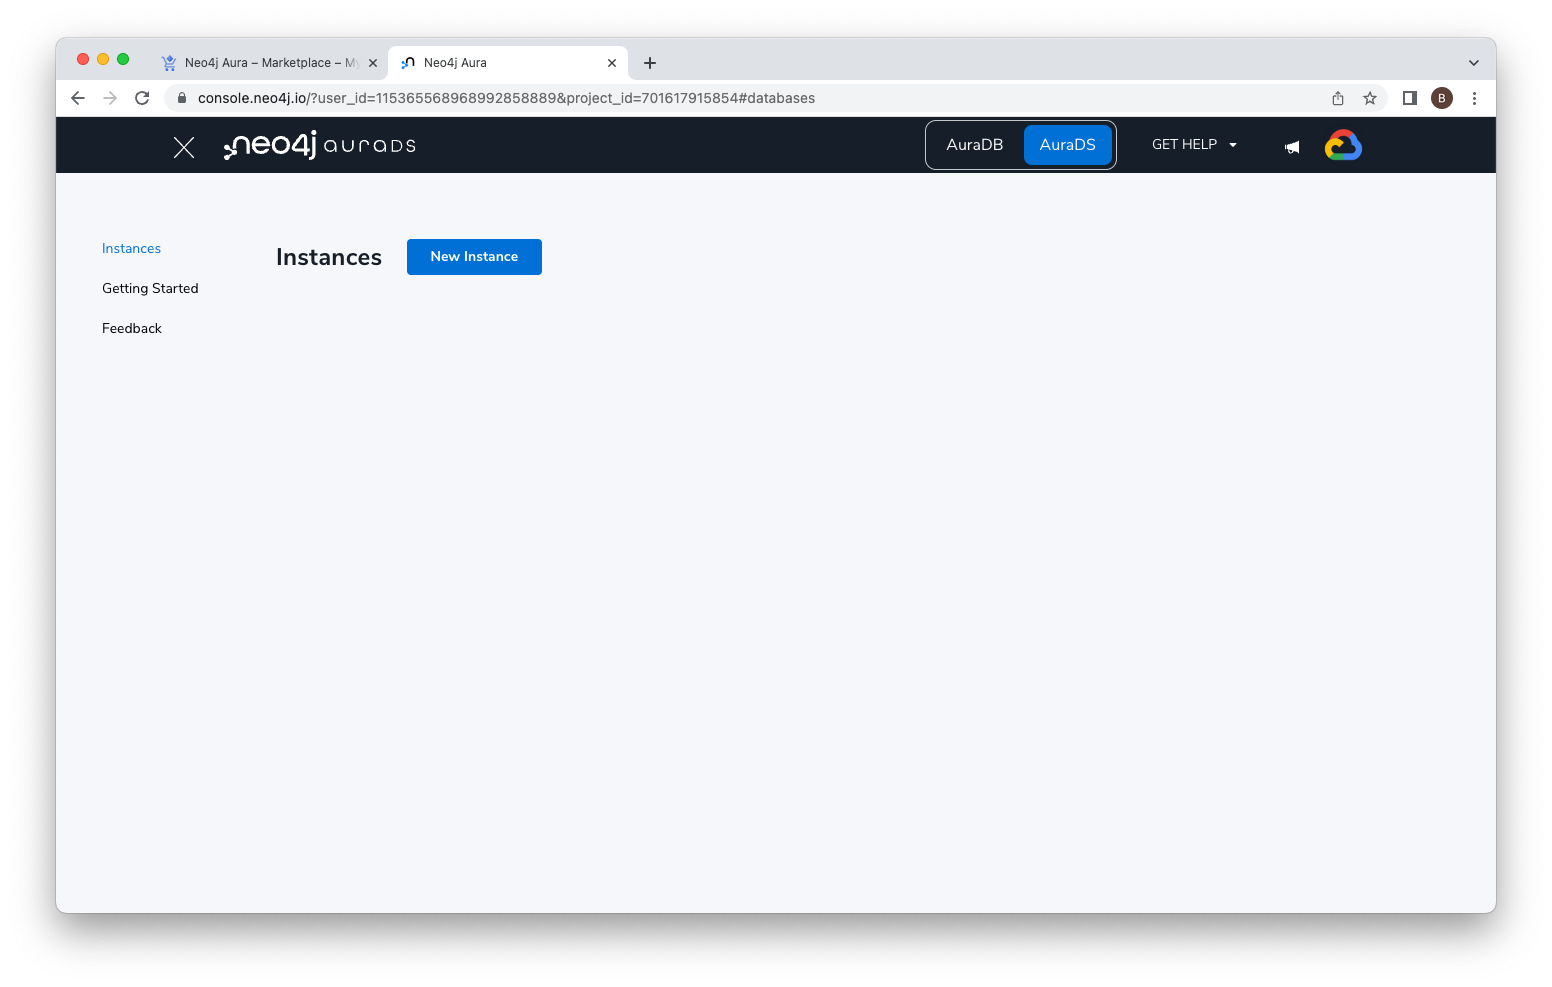 Neo4j Aura – Marketplace – My
Neo4j Aura
console.neo4j.io/?user_id=115365568968992858889&project_id=701617915854#databases
B
neo4j auraDS
AuraDB
AuraDS
GET HELP
Instances
Getting Started
Feedback
Instances
New Instance